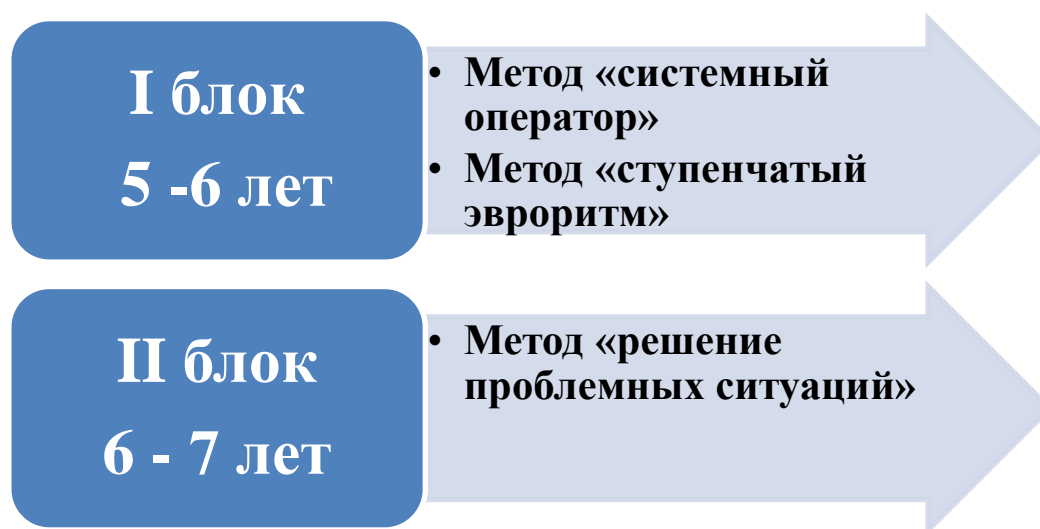 I блок
5 -6 лет
• Метод «системный
оператор»
• Метод «ступенчатый
эвроритм»
II блок
6 - 7 лет
• Метод «решение
проблемных ситуаций»